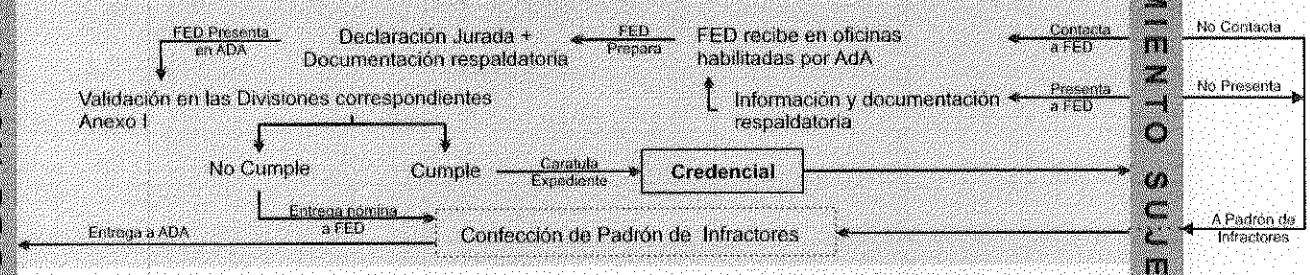 FED Presenta
en ADA
Declaración Jurada +
Documentación respaldatoria
FED
Prepara
FED recibe en oficinas
habilitadas por AdA
Contacta
a FED
No Contacta
Validación en las Divisiones correspondientes
Anexo I
Información y documentación
respaldatoria
Presenta
a FED
No Presenta
No Cumple
Cumple
Caratula
Expediente
Credencial
Entrega nómina
a FED
Entrega a ADA
Confección de Padrón de Infractores
A Padrón de
Infractores
MIENTO SUJE